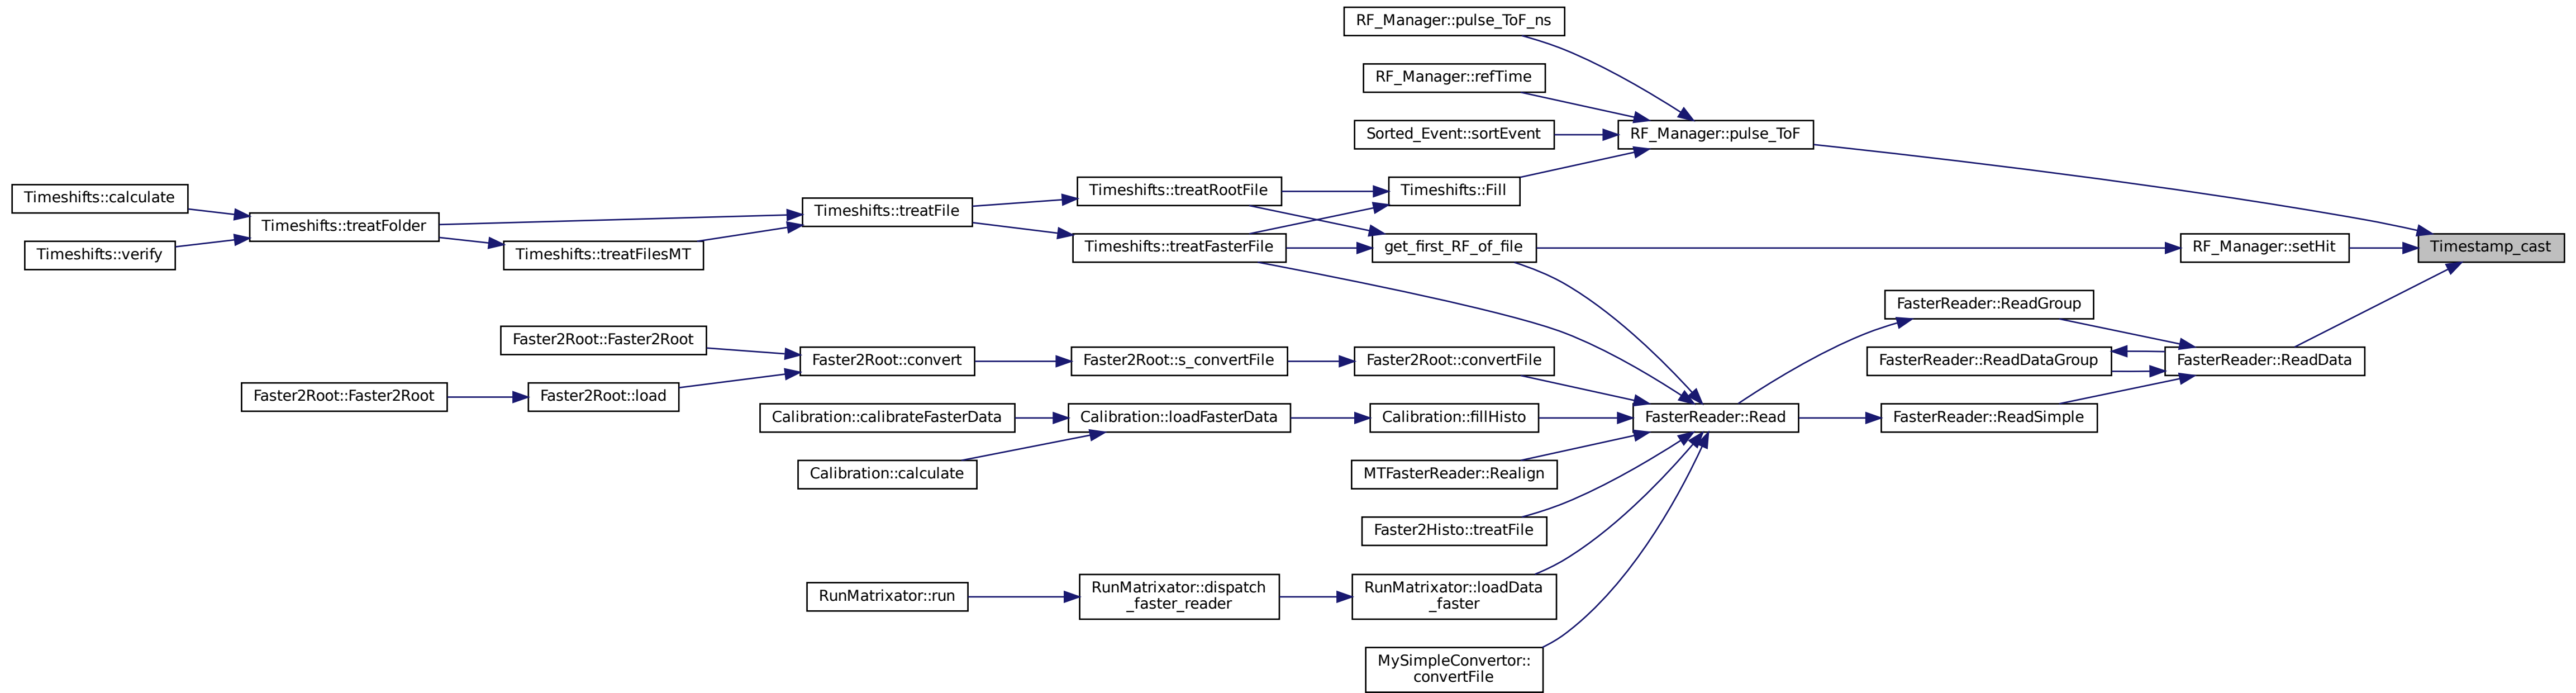 RF_Manager::pulse_ToF_ns
RF_Manager::refTime
Sorted_Event::sortEvent
RF_Manager::pulse_ToF
Timeshifts::calculate
Timeshifts::treatFolder
Timeshifts::verify
Timeshifts::treatFilesMT
Timeshifts::treatFile
Timeshifts::treatRootFile
Timeshifts::Fill
Timeshifts::treatFasterFile
get_first_RF_of_file
RF_Manager::setHit
Timestamp_cast
FasterReader::ReadGroup
FasterReader::ReadDataGroup
FasterReader::ReadData
FasterReader::ReadSimple
Faster2Root::Faster2Root
Faster2Root::convert
Faster2Root::s_convertFile
Faster2Root::convertFile
Faster2Root::Faster2Root
Faster2Root::load
Calibration::calibrateFasterData
Calibration::loadFasterData
Calibration::fillHisto
FasterReader::Read
Calibration::calculate
MTFasterReader::Realign
Faster2Histo::treatFile
RunMatrixator::run
RunMatrixator::dispatch
_faster_reader
RunMatrixator::loadData
_faster
MySimpleConvertor::
convertFile